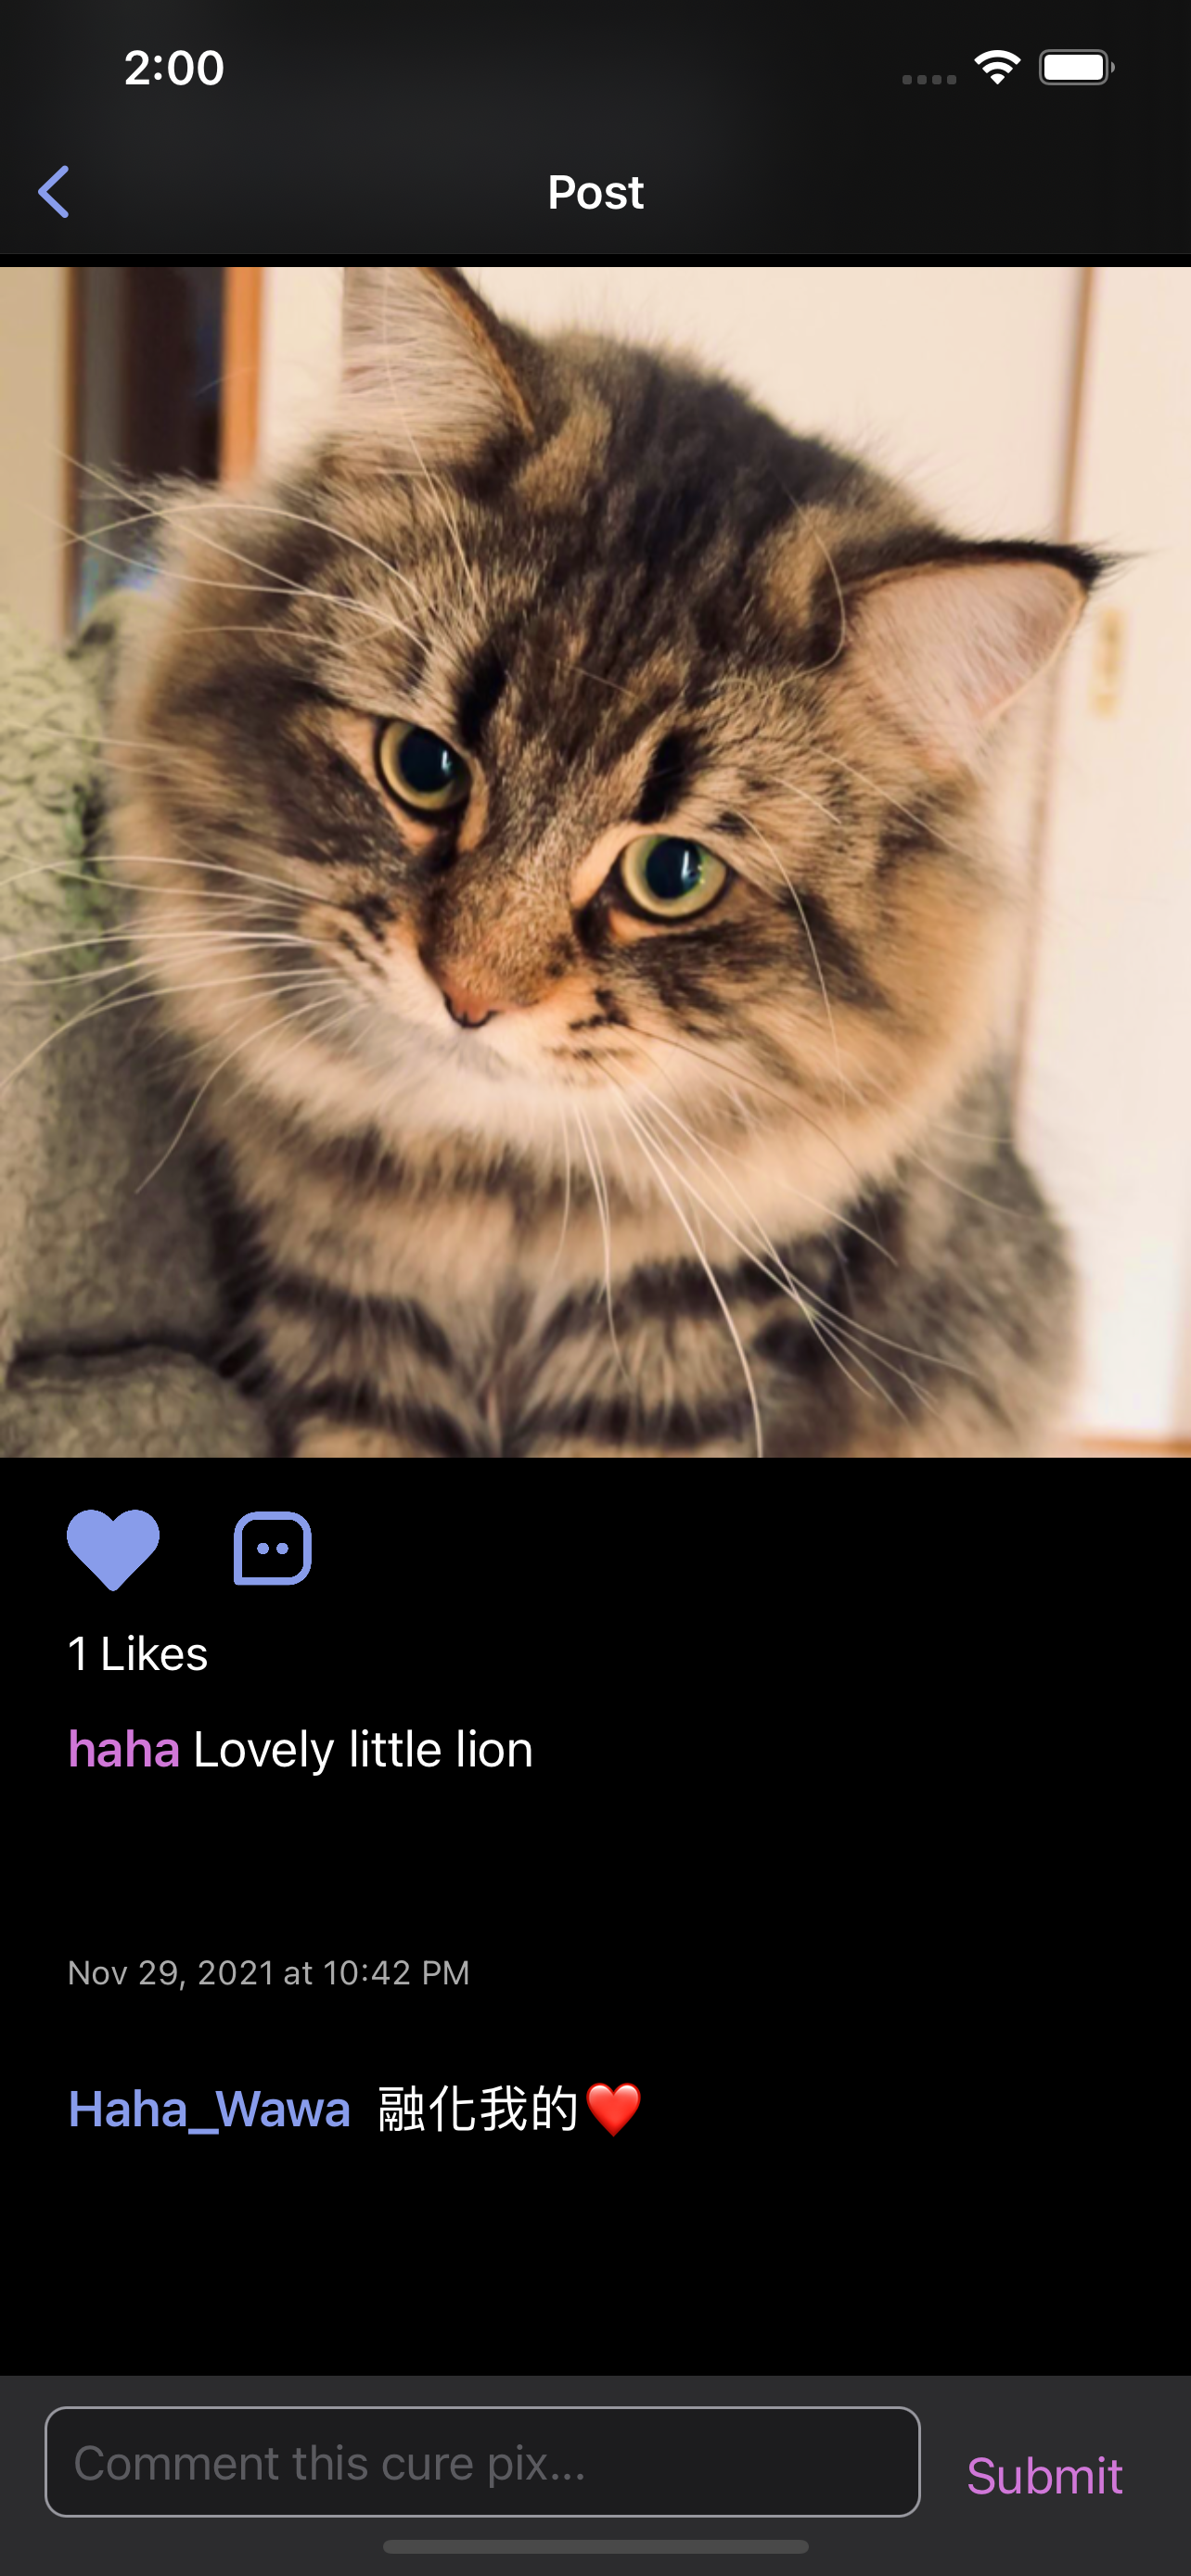 2:00
Post
1 Likes
haha Lovely little lion
Nov 29, 2021 at 10:42 PM
Haha_Wawa 融化我的❤️
Comment this cure pix...
Submit